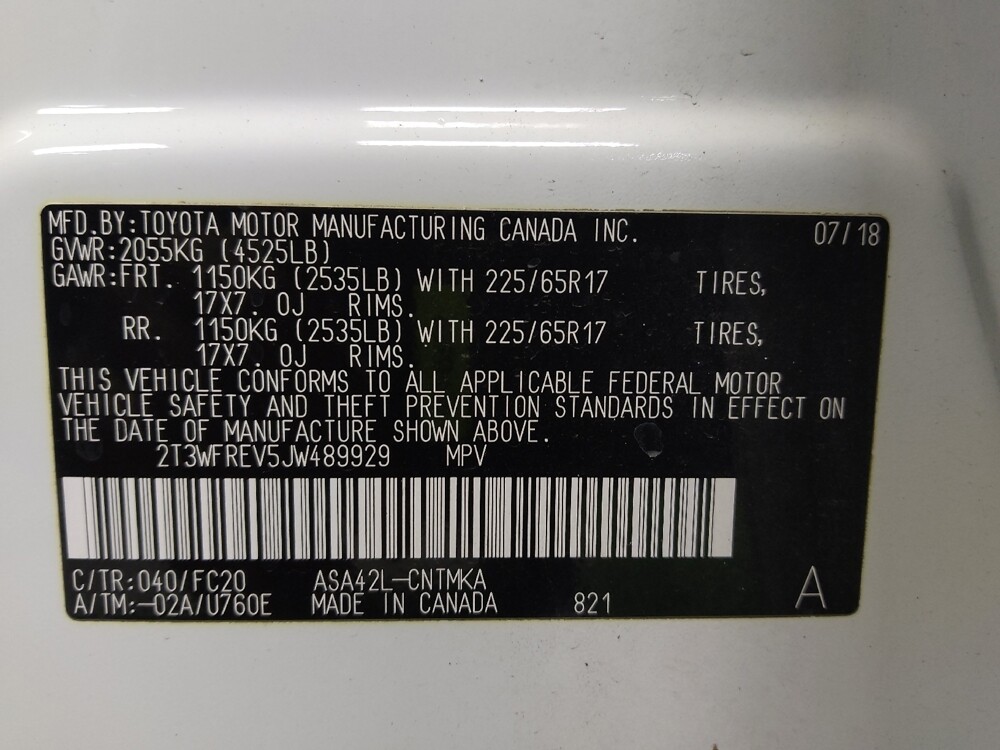 MFD.BY:TOYOTA MOTOR MANUFACTURING CANADA INC. 07/18
GVWR:2055KG (4525LB)
GAWR:FRT. 1150KG (2535LB) WITH 225/65R17 TIRES,
17X7. OJ RIMS.
RR. 1150KG (2535LB) WITH 225/65R17 TIRES,
17X7. OJ RIMS.
THIS VEHICLE CONFORMS TO ALL APPLICABLE FEDERAL MOTOR
VEHICLE SAFETY AND THEFT PREVENTION STANDARDS IN EFFECT ON
THE DATE OF MANUFACTURE SHOWN ABOVE.
2T3WFREV5JW489929 MPV
C/TR:040/FC20 ASA42L-CNTMKA
A/TM:-02A/U760E MADE IN CANADA 821 A